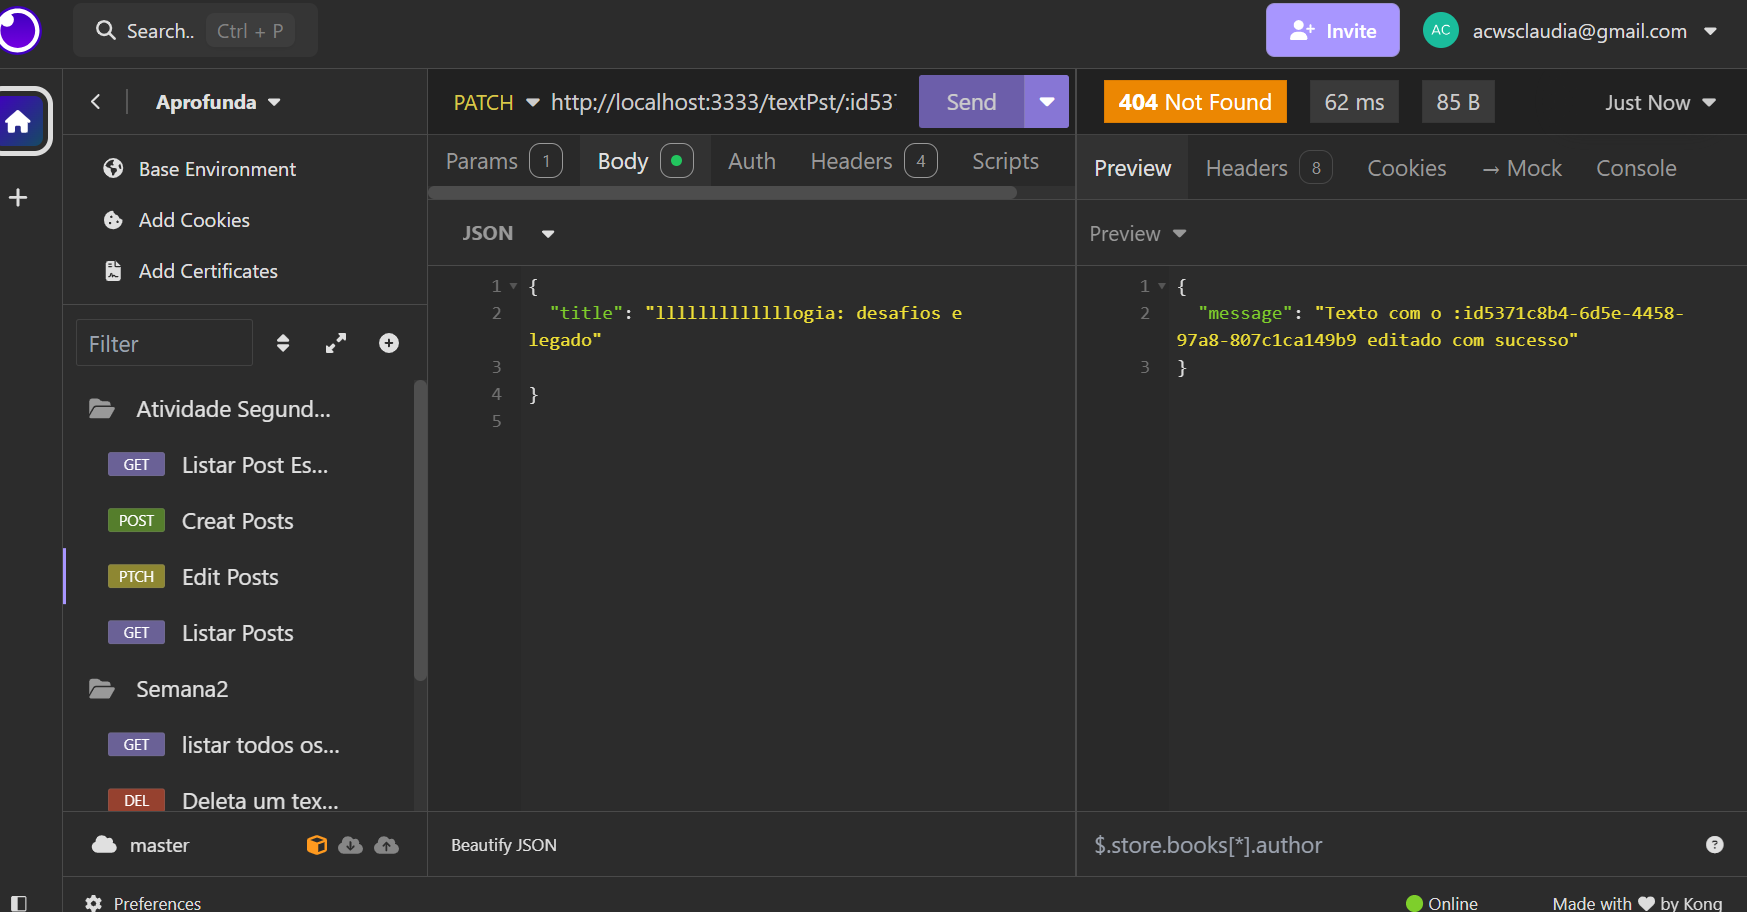 Search.. Ctrl + P
Invite
AC acwsclaudia@gmail.com
Aprofunda
Base Environment
Add Cookies
Add Certificates
Filter
Atividade Segund...
GET Listar Post Es...
POST Creat Posts
PTCH Edit Posts
GET Listar Posts
Semana2
GET listar todos os...
DEL Deleta um tex...
master
PATCH http://localhost:3333/textPst/:id537 Send
Params 1 Body Auth Headers 4 Scripts
JSON
1 {
2 "title": "llllllllllllllogia: desafios e
legado"
3
4 }
5
Beautify JSON
404 Not Found 62 ms 85 B Just Now
Preview Headers 8 Cookies → Mock Console
Preview
1 {
2 "message": "Texto com o :id5371c8b4-6d5e-4458-
97a8-807c1ca149b9 editado com sucesso"
3 }
$.store.books[*].author
?
Preferences
Online
Made with ♥ by Kong